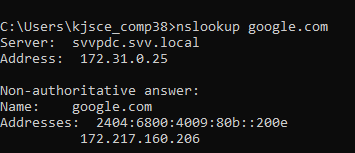 C:\Users\kjsce_comp38>nslookup google.com
Server:  svvpdc.svv.local
Address:  172.31.0.25
Non-authoritative answer:
Name:    google.com
Addresses:  2404:6800:4009:80b::200e
172.217.160.206